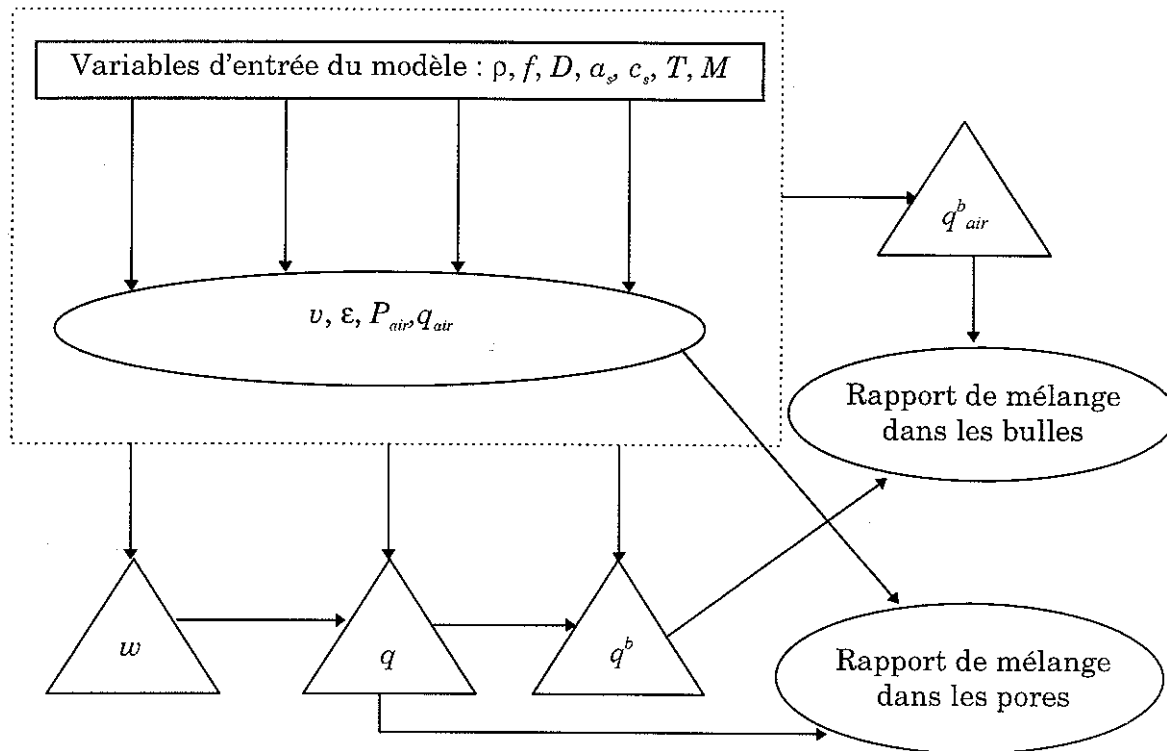 Variables d'entrée du modèle : ρ, f, D, a_s, c_s, T, M
q^b_air
υ, ε, P_air, q_air
Rapport de mélange
dans les bulles
w
q
q^b
Rapport de mélange
dans les pores